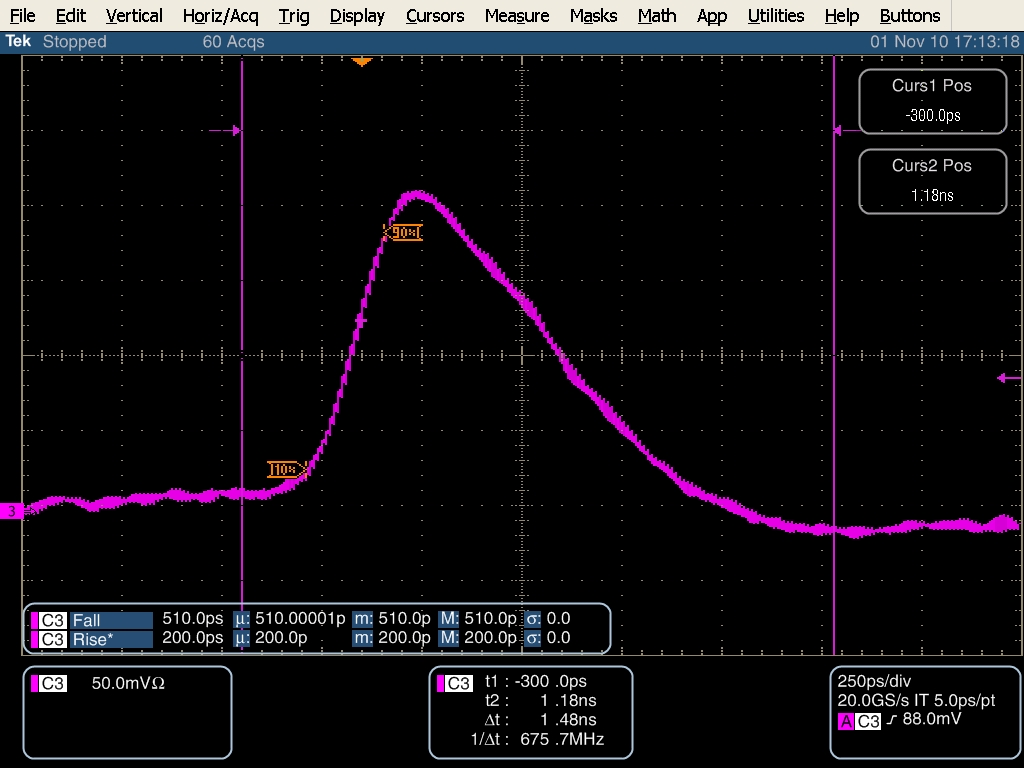 File Edit Vertical Horiz/Acq Trig Display Cursors Measure Masks Math App Utilities Help Buttons
Tek Stopped 60 Acqs 01 Nov 10 17:13:18
Curs1 Pos
-300.0ps
Curs2 Pos
1.18ns
90%
10%
3
C3 Fall 510.0ps µ: 510.00001p m: 510.0p M: 510.0p σ: 0.0
C3 Rise* 200.0ps µ: 200.0p m: 200.0p M: 200.0p σ: 0.0
C3 50.0mVΩ
C3 t1 : -300 .0ps
t2 : 1 .18ns
Δt : 1 .48ns
1/Δt : 675 .7MHz
250ps/div
20.0GS/s IT 5.0ps/pt
A C3 88.0mV